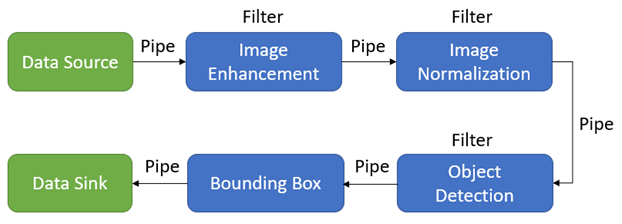 Filter
Filter
Pipe
Pipe
Data Source
Image
Enhancement
Image
Normalization
Pipe
Filter
Pipe
Pipe
Data Sink
Bounding Box
Object
Detection